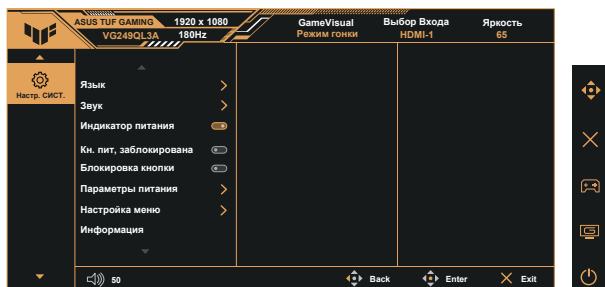 ASUS TUF GAMING 1920 x 1080
VG249QL3A 180Hz
GameVisual
Режим гонки
Выбор Входа
HDMI-1
Яркость
65
Настр. СИСТ.
Язык
Звук
Индикатор питания
Кн. пит, заблокирована
Блокировка кнопки
Параметры питания
Настройка меню
Информация
50
Back
Enter
Exit